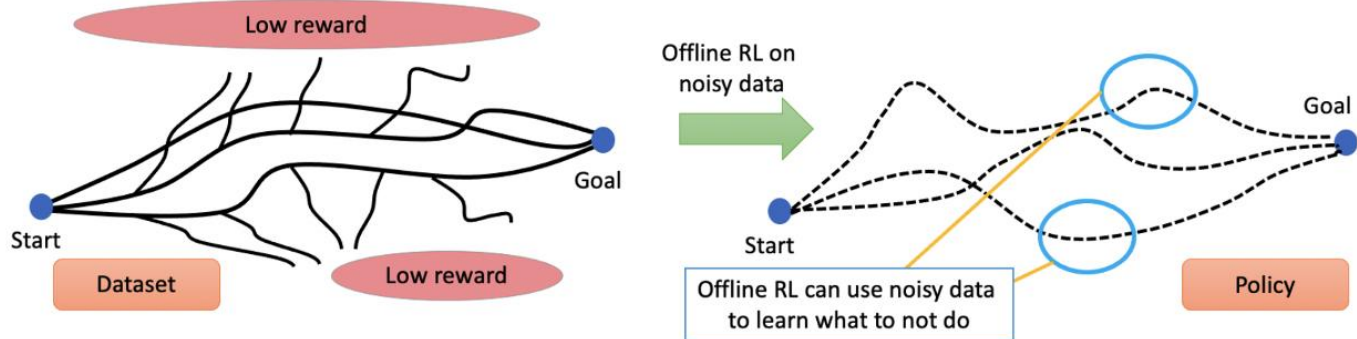 Low reward
Goal
Start
Dataset
Low reward
Offline RL on
noisy data
Goal
Start
Offline RL can use noisy data
to learn what to not do
Policy